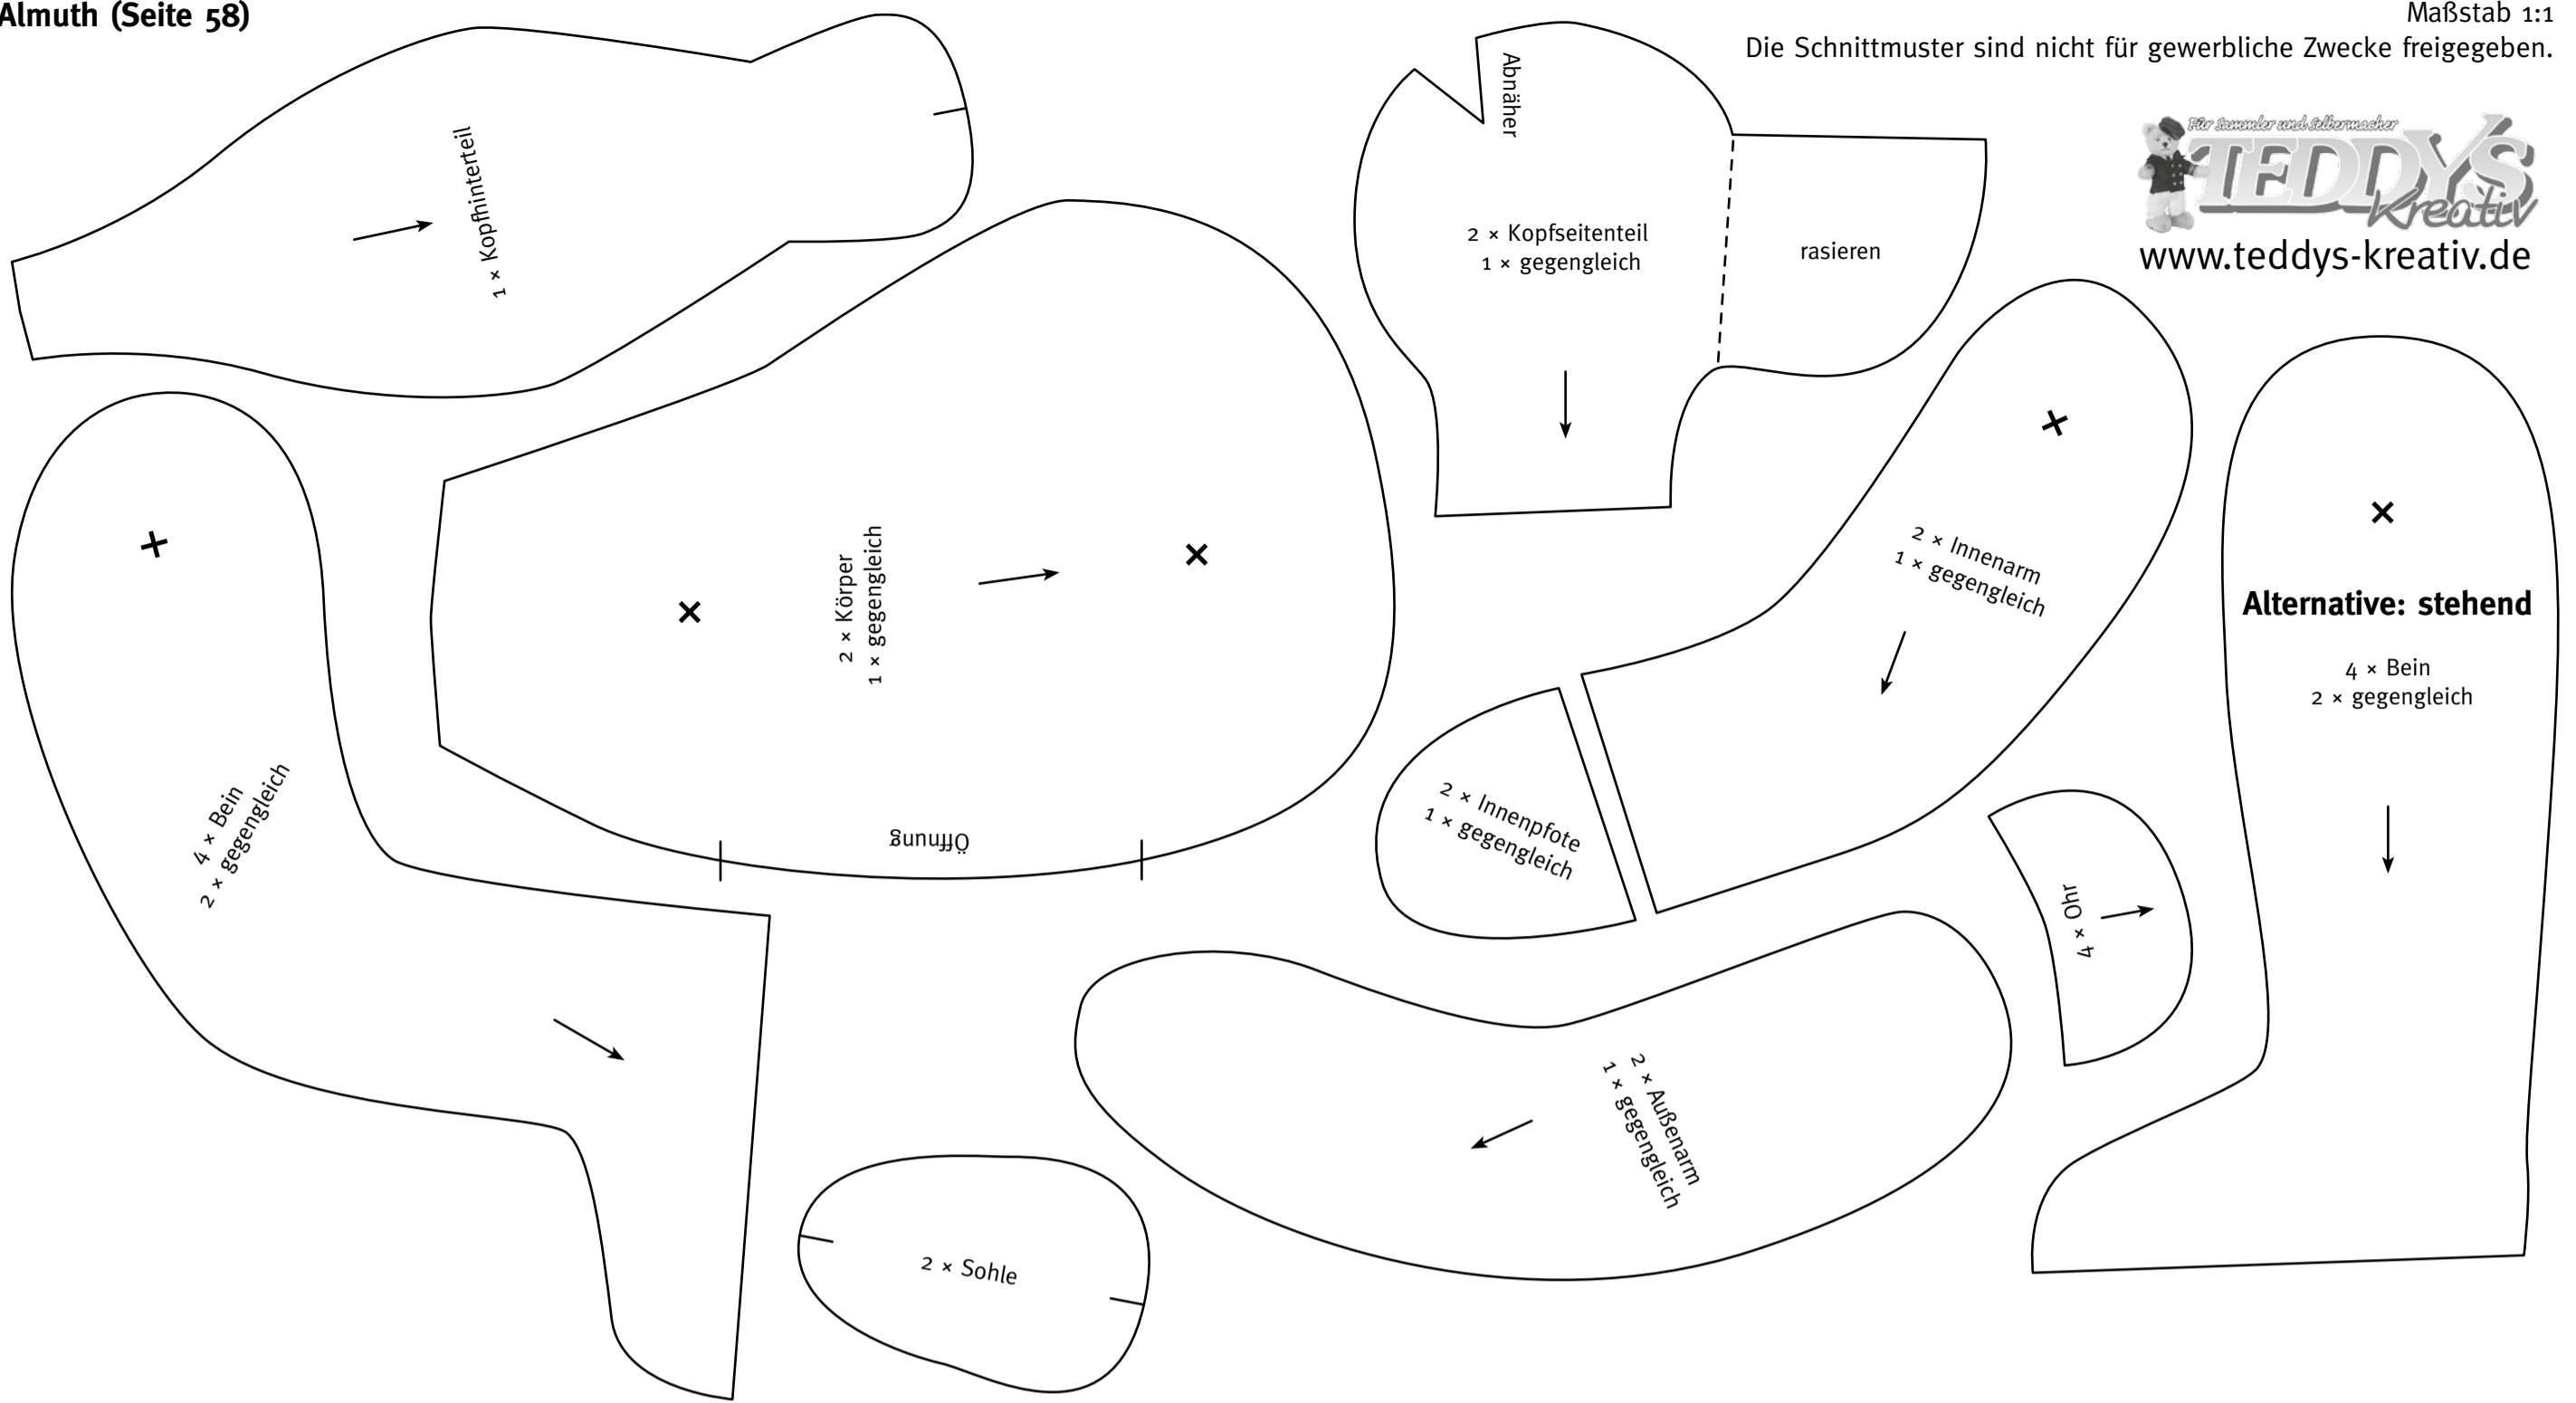 Almuth (Seite 58)
Maßstab 1:1
Die Schnittmuster sind nicht für gewerbliche Zwecke freigegeben.
Für Sammler und Selbermacher
TEDDYS
Kreativ
www.teddys-kreativ.de
1 × Kopfhinterteil
Abnäher
2 × Kopfseitenteil
1 × gegengleich
rasieren
2 × Körper
1 × gegengleich
Öffnung
2 × Innenarm
1 × gegengleich
Alternative: stehend
4 × Bein
2 × gegengleich
4 × Bein
2 × gegengleich
2 × Innenpfote
1 × gegengleich
4 × Ohr
2 × Außenarm
1 × gegengleich
2 × Sohle